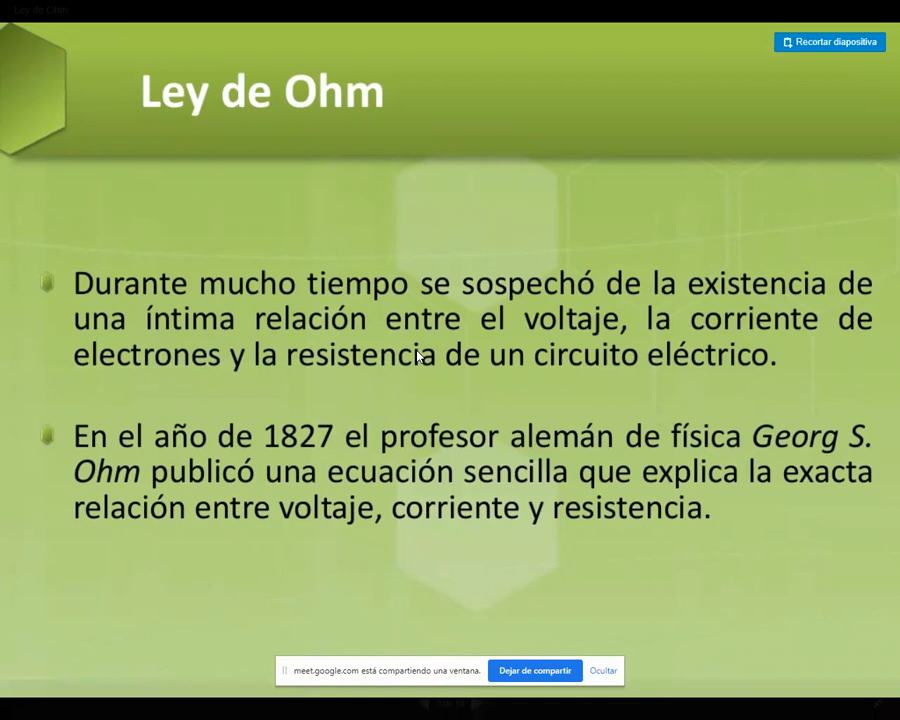 Ley de Ohm
Recortar diapositiva
Ley de Ohm
Durante mucho tiempo se sospechó de la existencia de
una íntima relación entre el voltaje, la corriente de
electrones y la resistencia de un circuito eléctrico.
En el año de 1827 el profesor alemán de física Georg S.
Ohm publicó una ecuación sencilla que explica la exacta
relación entre voltaje, corriente y resistencia.
meet.google.com está compartiendo una ventana. Dejar de compartir Ocultar